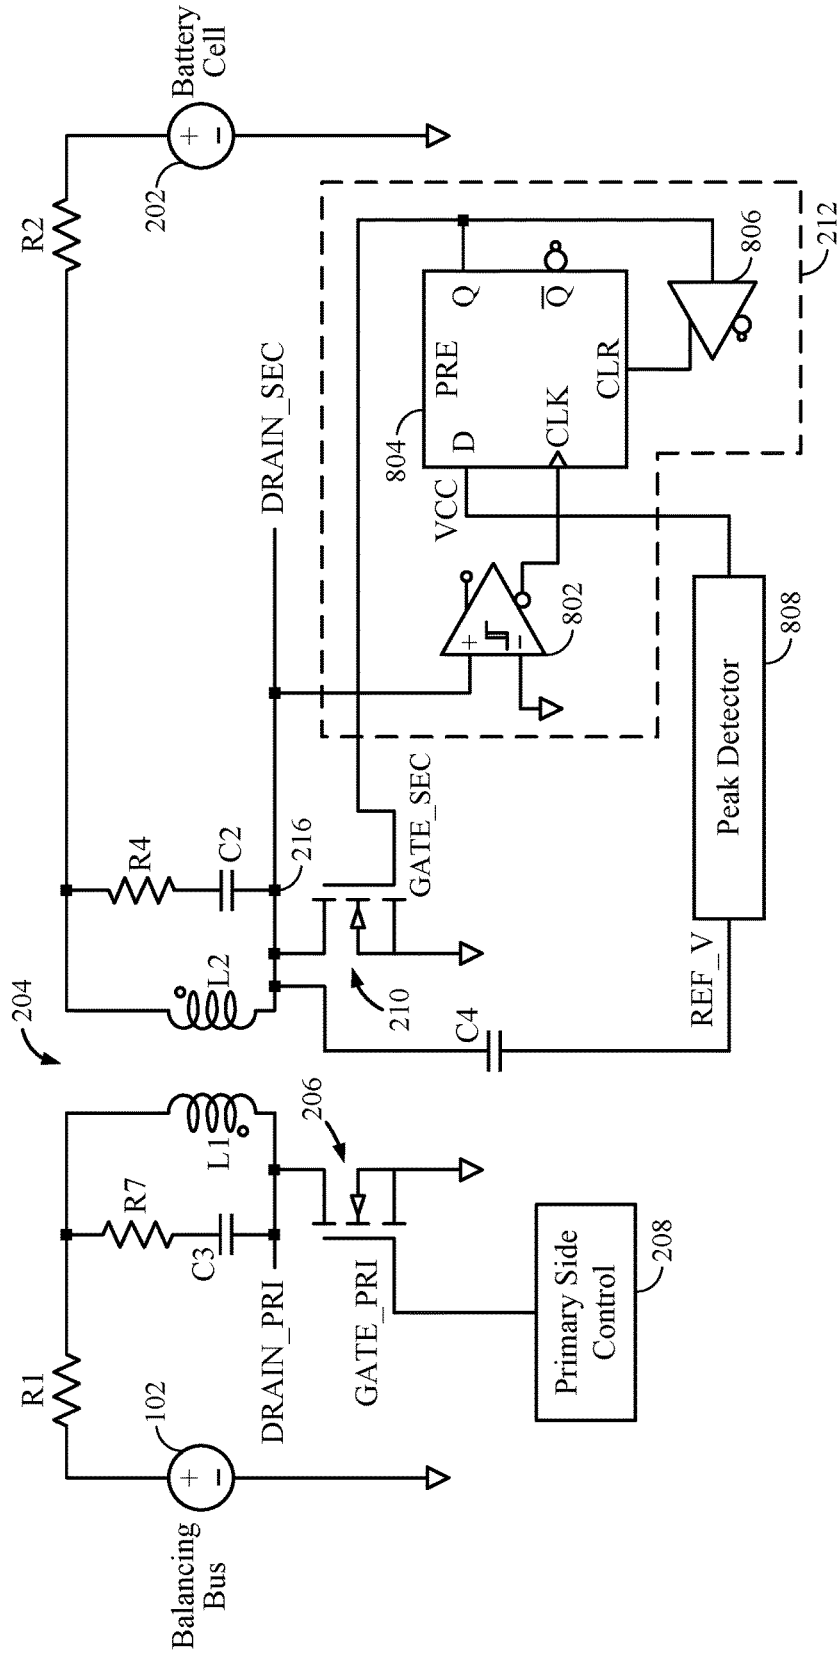 204
R1
R7
C3
L1
102
+
−
Balancing
Bus
DRAIN_PRI
206
GATE_PRI
Primary Side
Control
208
R2
R4
C2
L2
216
DRAIN_SEC
202
+
−
Battery
Cell
210
GATE_SEC
C4
REF_V
Peak Detector
808
VCC
+
−
802
804
D
PRE
Q
Q
CLK
CLR
806
212